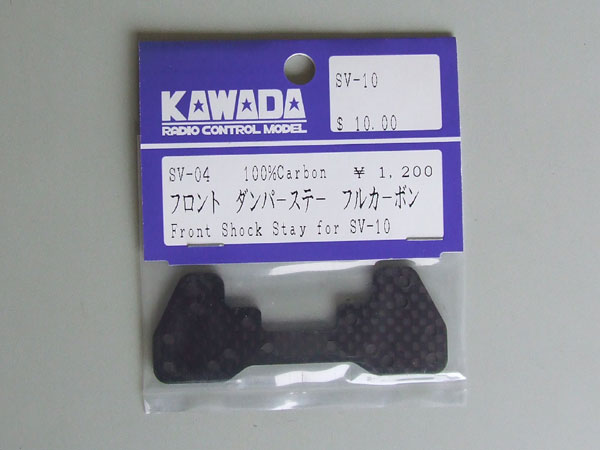 KAWADA
RADIO CONTROL MODEL
SV-10
$ 10.00
SV-04 100%Carbon ¥ 1,200
フロント ダンパーステー フルカーボン
Front Shock Stay for SV-10